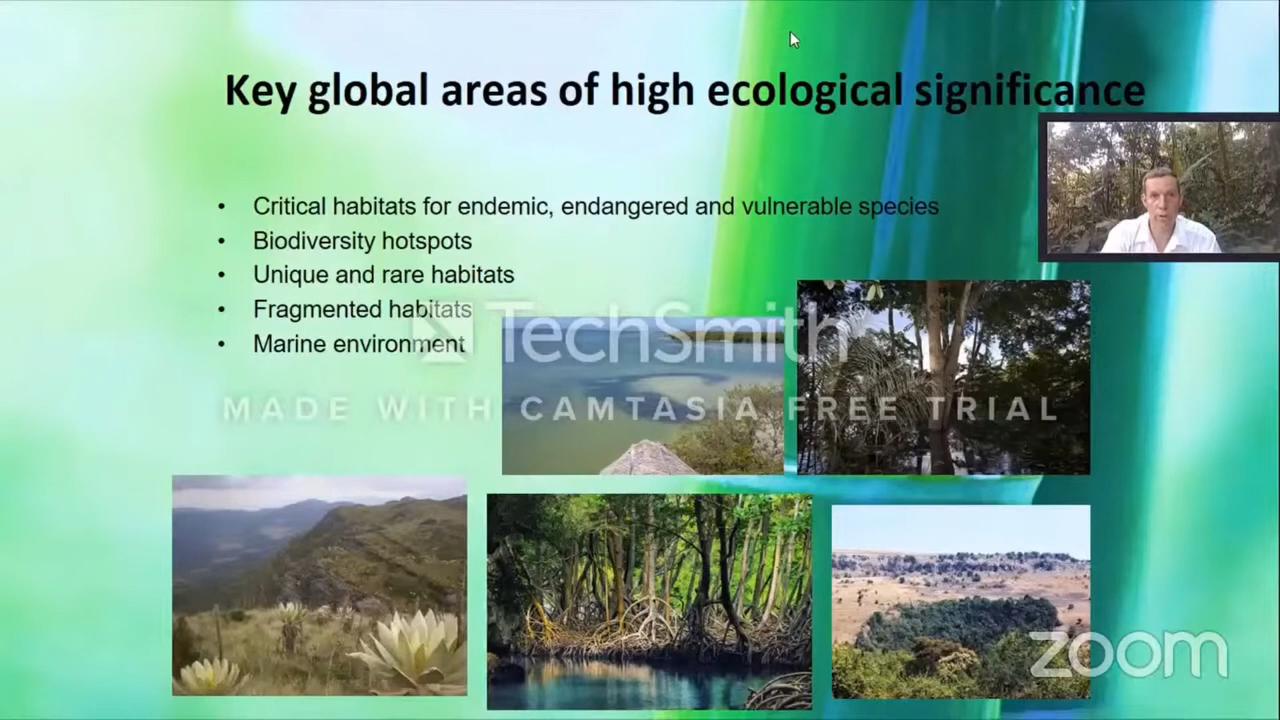 Key global areas of high ecological significance
• Critical habitats for endemic, endangered and vulnerable species
• Biodiversity hotspots
• Unique and rare habitats
• Fragmented habitats
• Marine environment
TechSmith®
MADE WITH CAMTASIA FREE TRIAL
zoom